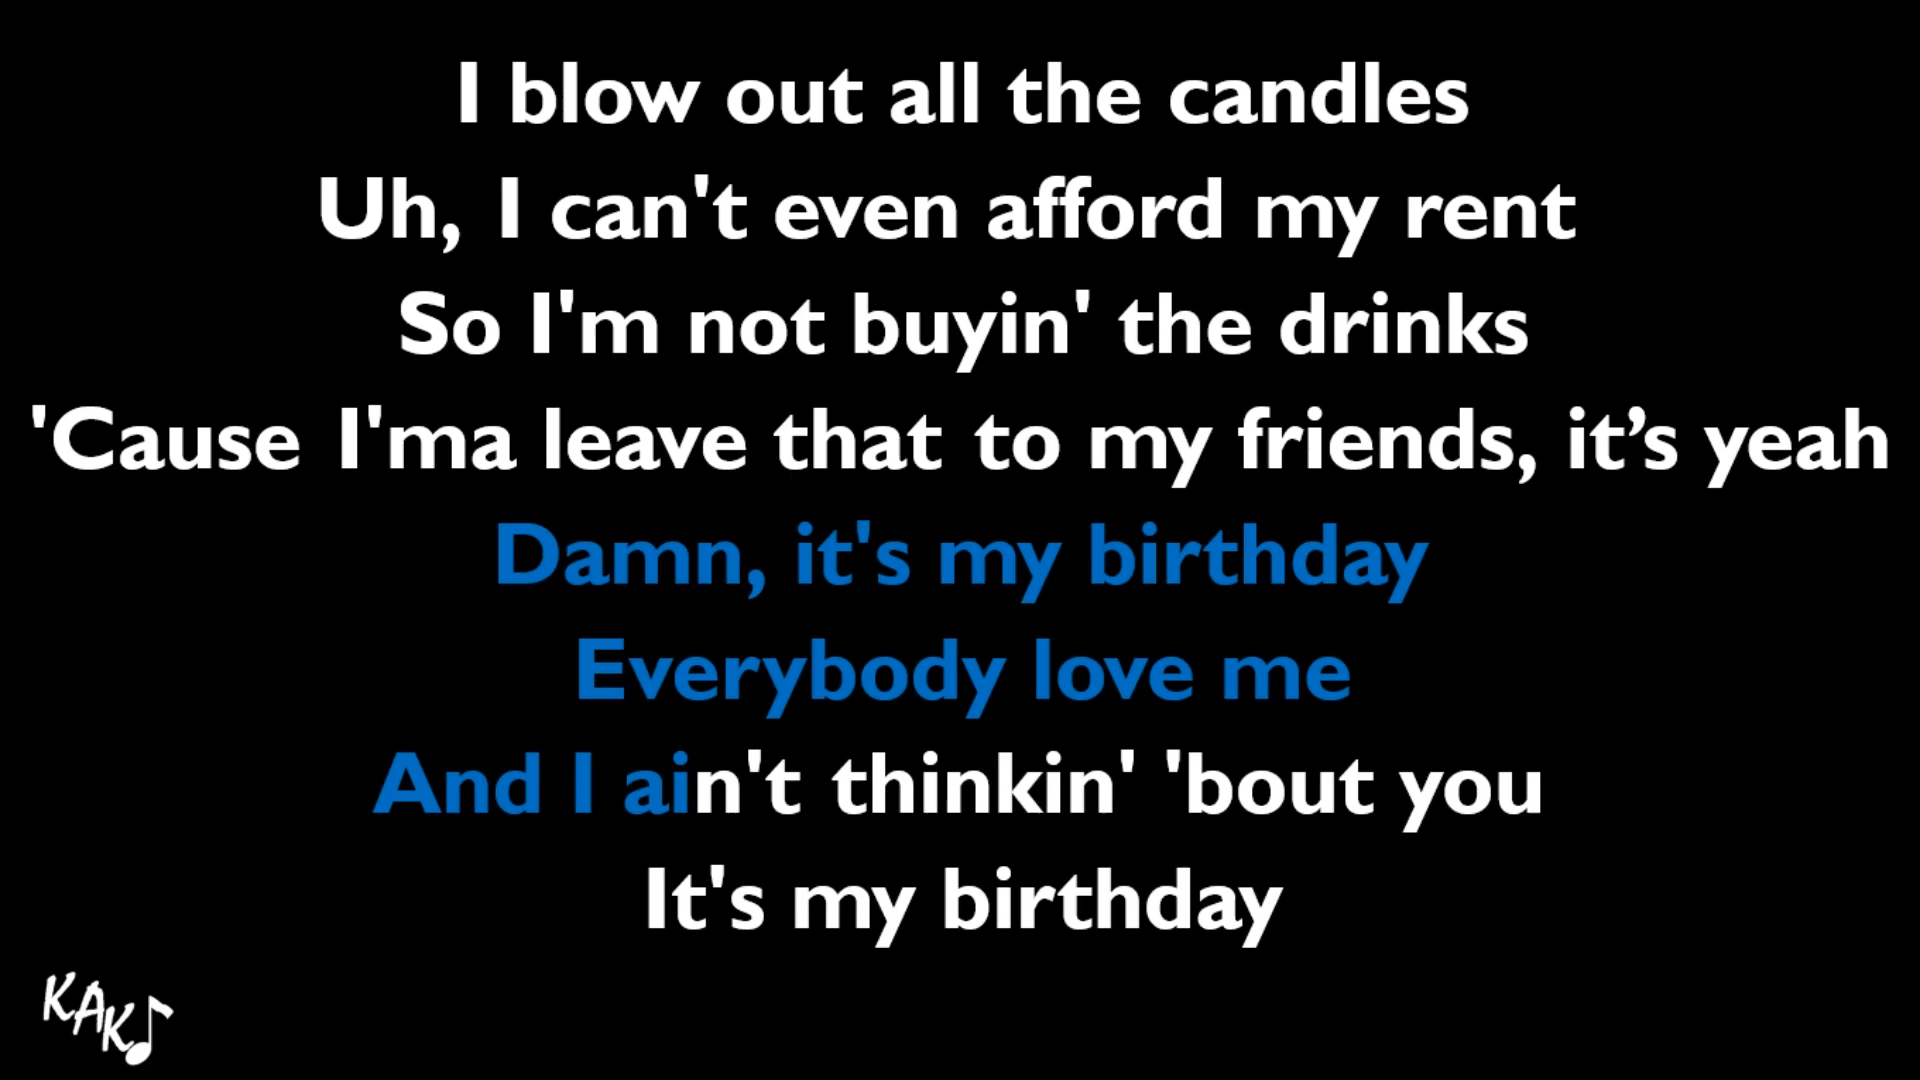 I blow out all the candles
Uh, I can't even afford my rent
So I'm not buyin' the drinks
'Cause I'ma leave that to my friends, it’s yeah
Damn, it's my birthday
Everybody love me
And I ain't thinkin' 'bout you
It's my birthday
KAK